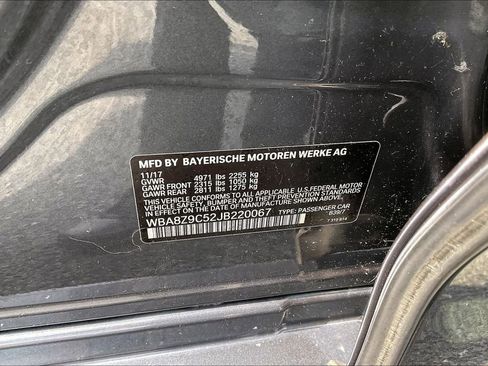 MFD BY BAYERISCHE MOTOREN WERKE AG
11/17
GVWR 4971 lbs 2255 kg
GAWR FRONT 2315 lbs 1050 kg
GAWR REAR 2811 lbs 1275 kg
THIS VEHICLE CONFORMS TO ALL APPLICABLE U.S. FEDERAL MOTOR
VEHICLE SAFETY, BUMPER, AND THEFT PREVENTION STANDARDS IN
EFFECT ON THE DATE OF MANUFACTURE SHOWN ABOVE.
WBA8Z9C52JB220067 TYPE: PASSENGER CAR